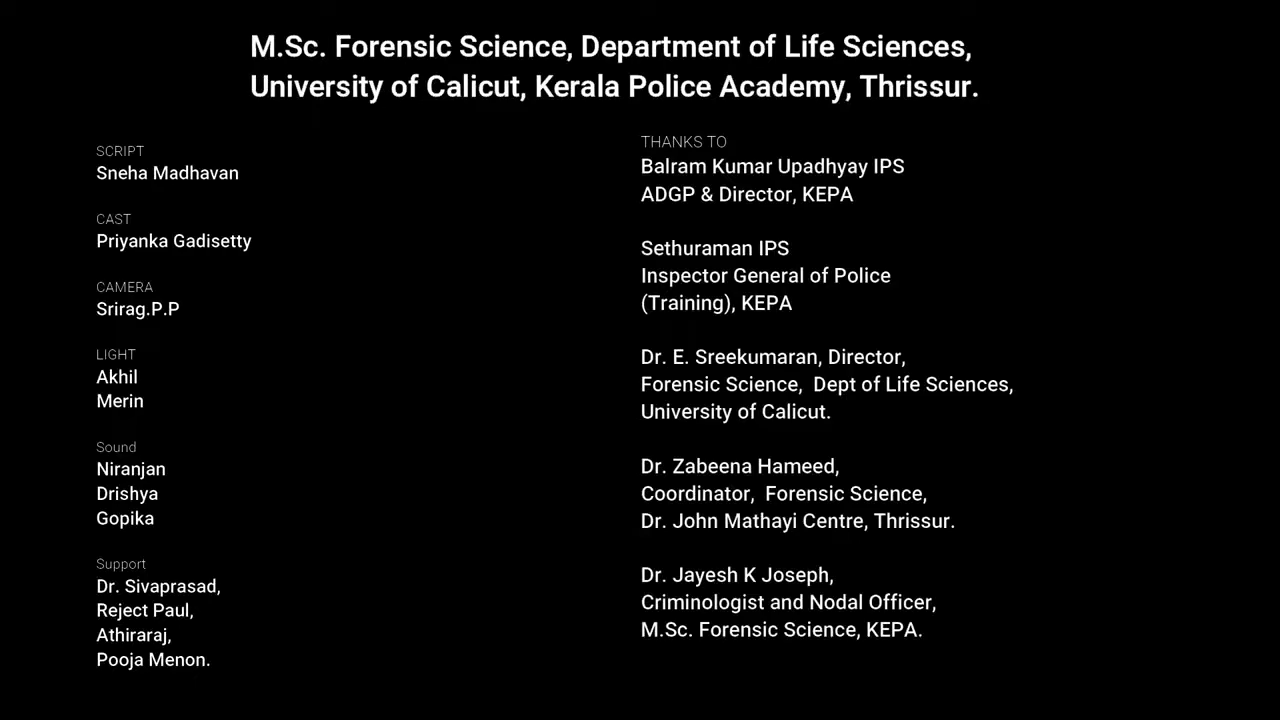 M.Sc. Forensic Science, Department of Life Sciences,
University of Calicut, Kerala Police Academy, Thrissur.
SCRIPT
Sneha Madhavan
CAST
Priyanka Gadisetty
CAMERA
Srirag.P.P
LIGHT
Akhil
Merin
Sound
Niranjan
Drishya
Gopika
Support
Dr. Sivaprasad,
Reject Paul,
Athiraraj,
Pooja Menon.
THANKS TO
Balram Kumar Upadhyay IPS
ADGP & Director, KEPA
Sethuraman IPS
Inspector General of Police
(Training), KEPA
Dr. E. Sreekumaran, Director,
Forensic Science,  Dept of Life Sciences,
University of Calicut.
Dr. Zabeena Hameed,
Coordinator,  Forensic Science,
Dr. John Mathayi Centre, Thrissur.
Dr. Jayesh K Joseph,
Criminologist and Nodal Officer,
M.Sc. Forensic Science, KEPA.